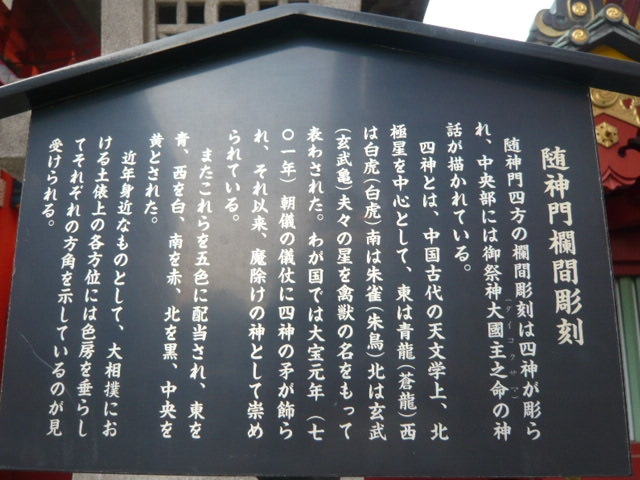 随神門欄間彫刻
随神門四方の欄間彫刻は四神が彫ら
れ、中央部には御祭神大國主之命の神
(ダイコクサマ)
話が描かれている。
四神とは、中国古代の天文学上、北
極星を中心として、東は青龍(蒼龍)西
は白虎(白虎)南は朱雀(朱鳥)北は玄武
(玄武亀)夫々の星を禽獣の名をもって
表わされた。わが国では大宝元年(七
〇一年)朝儀の儀仗に四神の矛が飾ら
れ、それ以来、魔除けの神として崇め
られている。
またこれらを五色に配当され、東を
青、西を白、南を赤、北を黒、中央を
黄とされた。
近年身近なものとして、大相撲にお
ける土俵上の各方位には色房を垂らし
てそれぞれの方角を示しているのが見
受けられる。